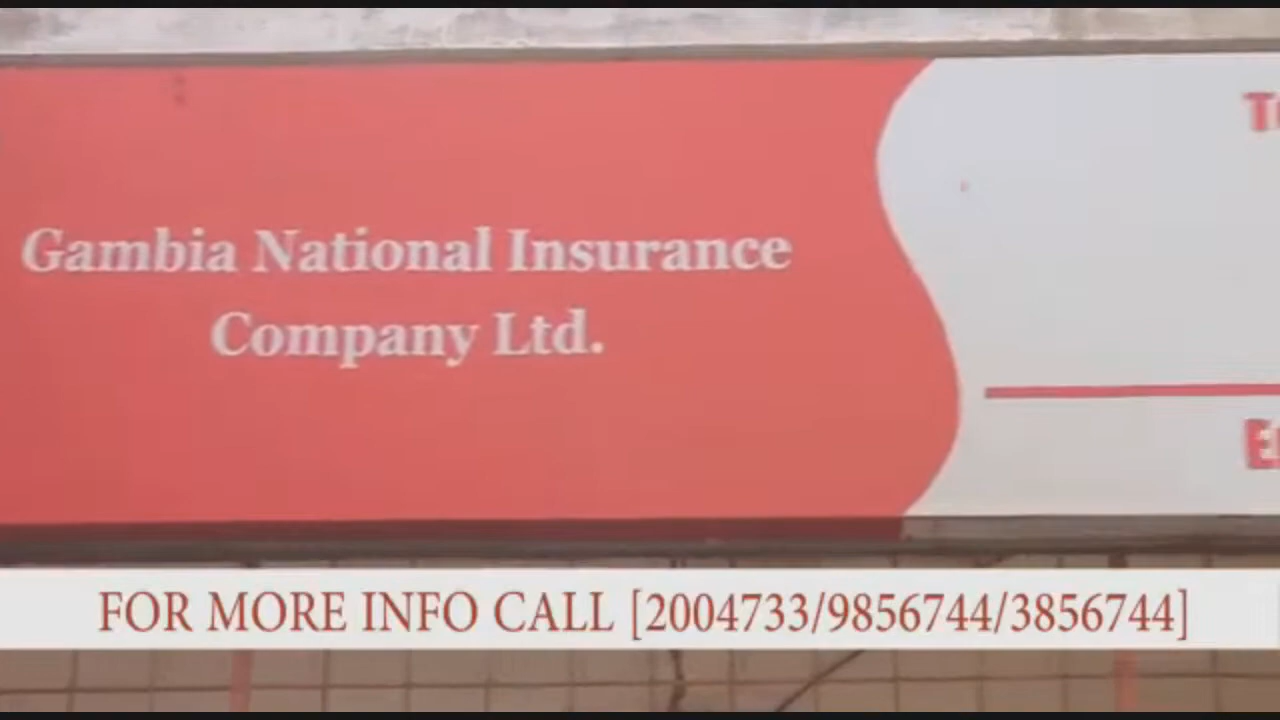 Gambia National Insurance
Company Ltd.
FOR MORE INFO CALL [2004733/9856744/3856744]